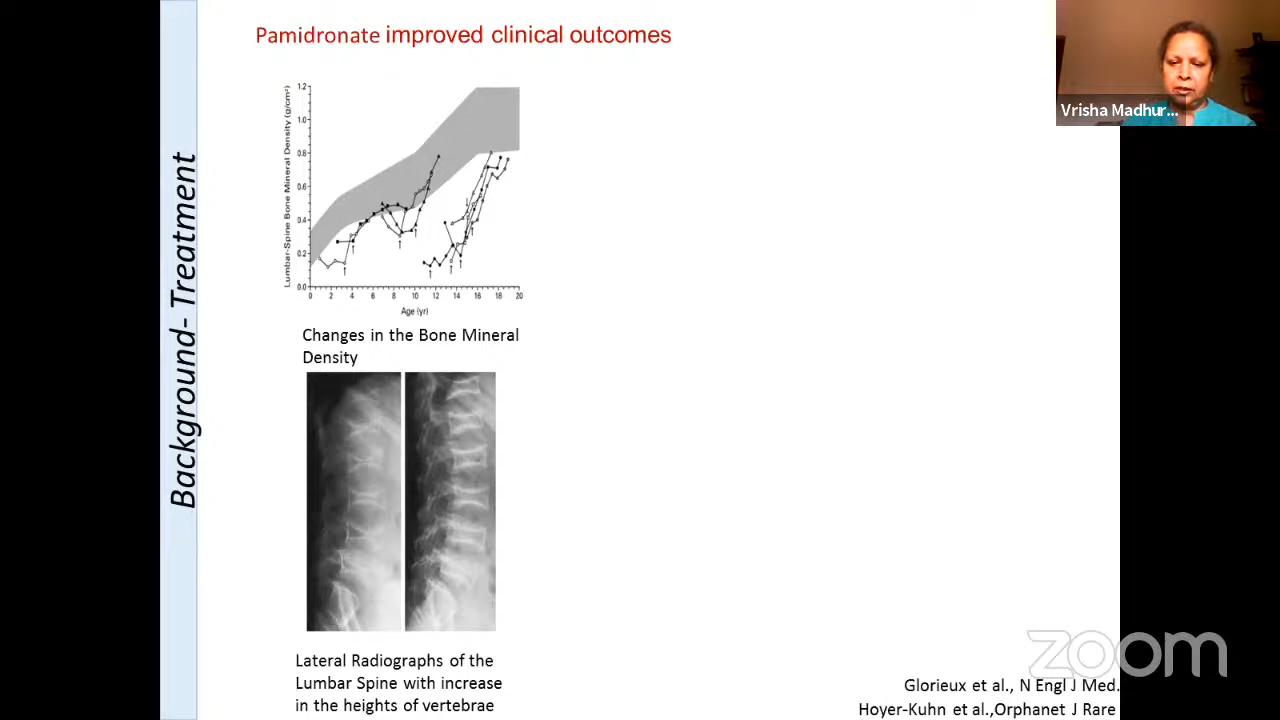 Pamidronate improved clinical outcomes
Vrisha Madhur...
Background- Treatment
Lumbar-Spine Bone Mineral Density (g/cm²)
1.2
1.0
0.8
0.6
0.4
0.2
0.0
0 2 4 6 8 10 12 14 16 18 20
Age (yr)
Changes in the Bone Mineral
Density
Lateral Radiographs of the
Lumbar Spine with increase
in the heights of vertebrae
zoom
Glorieux et al., N Engl J Med.
Hoyer-Kuhn et al.,Orphanet J Rare